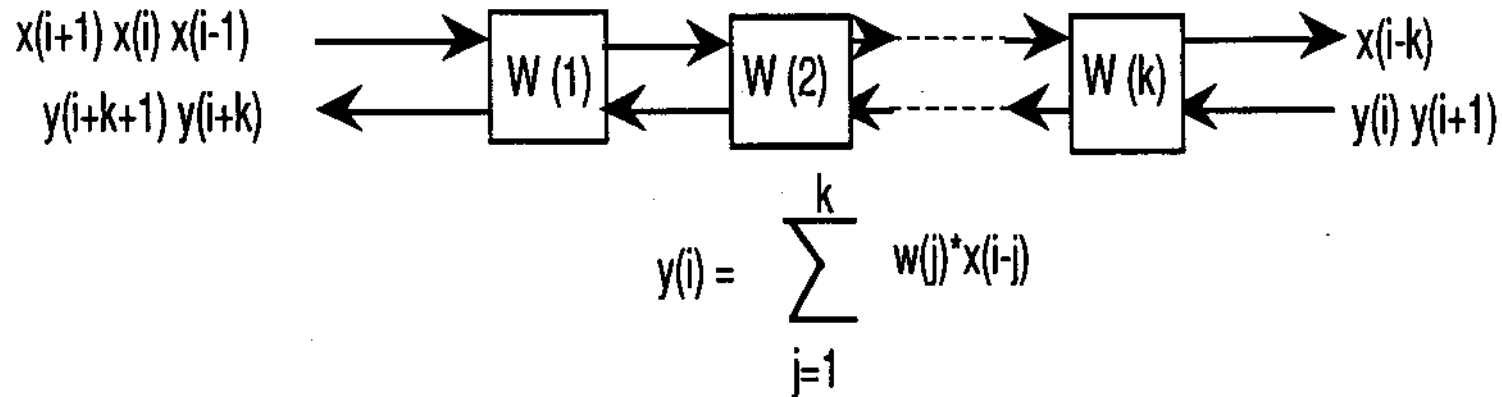 x(i+1) x(i) x(i-1)
W (1)
W (2)
W (k)
x(i-k)
y(i+k+1) y(i+k)
y(i) y(i+1)
y(i) = k ∑ j=1 w(j)*x(i-j)